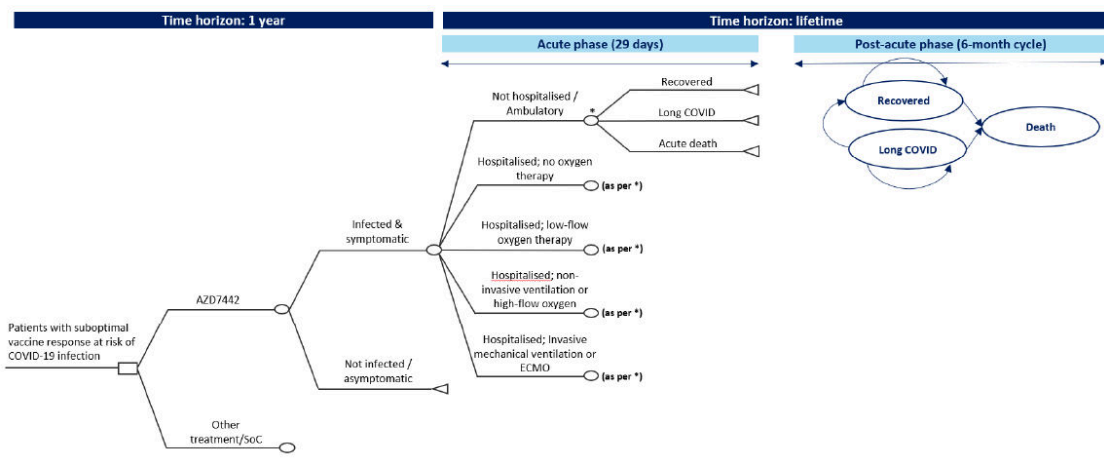 Time horizon: 1 year
Time horizon: lifetime
Acute phase (29 days)
Post-acute phase (6-month cycle)
Not hospitalised /
Ambulatory
*
Recovered
Long COVID
Acute death
Hospitalised; no oxygen
therapy
(as per *)
Infected &
symptomatic
Hospitalised; low-flow
oxygen therapy
(as per *)
Hospitalised; non-
invasive ventilation or
high-flow oxygen
(as per *)
Hospitalised; Invasive
mechanical ventilation or
ECMO
(as per *)
AZD7442
Patients with suboptimal
vaccine response at risk of
COVID-19 infection
Not infected /
asymptomatic
Other
treatment/SoC
Recovered
Long COVID
Death